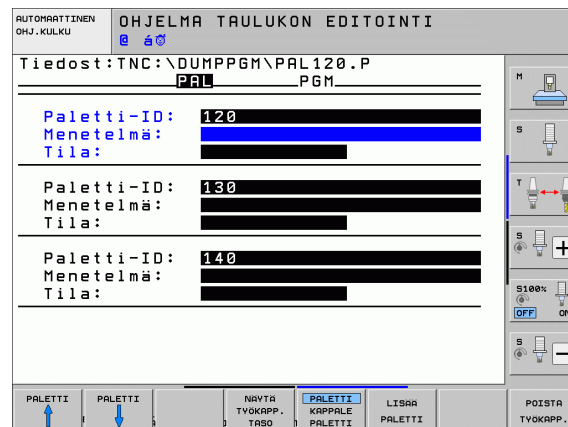 AUTOMAATTINEN
OHJ.KULKU
OHJELMA TAULUKON EDITOINTI
Tiedost:TNC:\DUMPPGM\PAL120.P
PAL PGM
Paletti-ID: 120
Menetelmä:
Tila:
Paletti-ID: 130
Menetelmä:
Tila:
Paletti-ID: 140
Menetelmä:
Tila:
M
S
T
S
+
S100%
OFF ON
S
-
PALETTI
PALETTI
NÄYTÄ
TYÖKAPP.
TASO
PALETTI
KAPPALE
PALETTI
LISÄÄ
PALETTI
POISTA
TYÖKAPP.